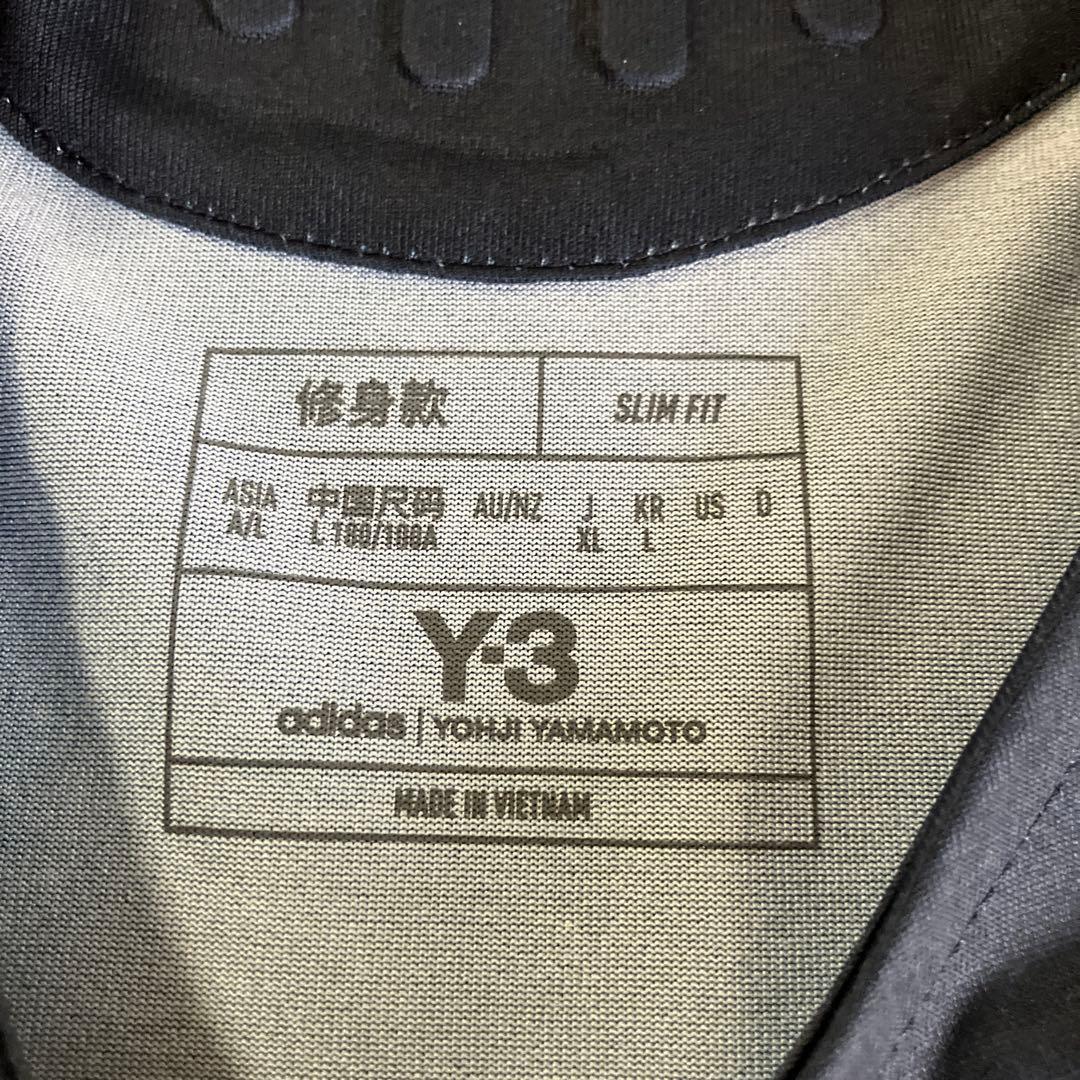 修身款 SLIM FIT
ASIA 中国尺码 AU/NZ J KR US D
A/L L 180/100A XL L
Y-3
adidas | YOHJI YAMAMOTO
MADE IN VIETNAM